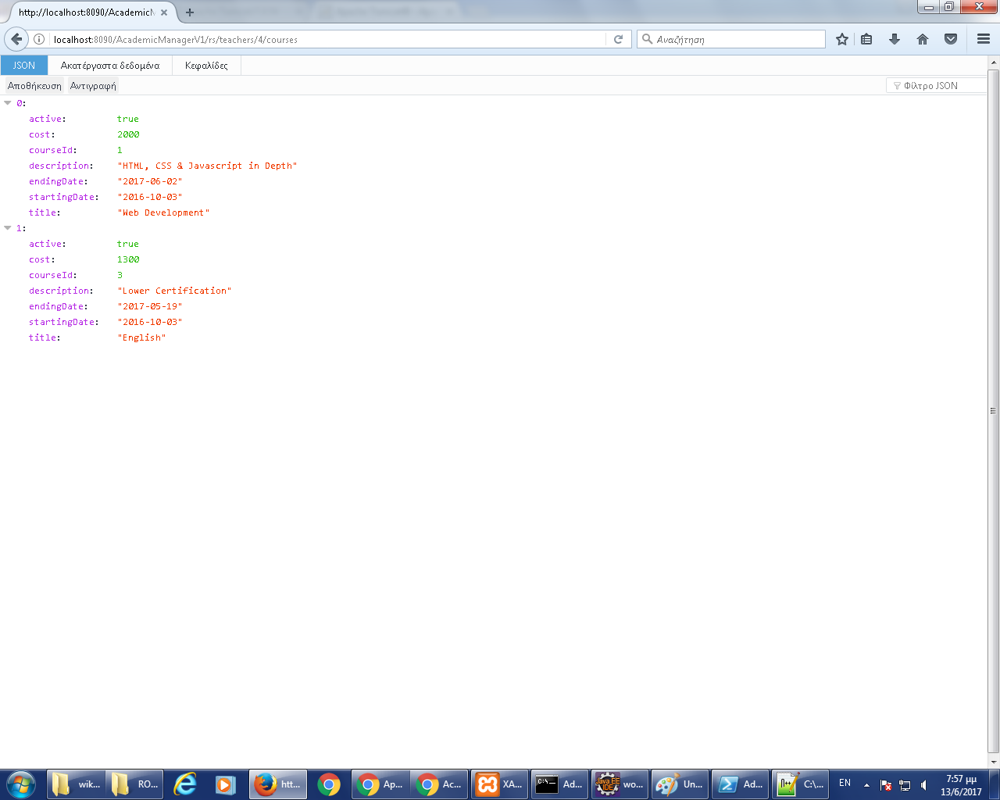 http://localhost:8090/AcademicM
localhost:8090/AcademicManagerV1/rs/teachers/4/courses
Αναζήτηση
JSON Ακατέργαστα δεδομένα Κεφαλίδες
Αποθήκευση Αντιγραφή Φίλτρο JSON
0:
active: true
cost: 2000
courseId: 1
description: "HTML, CSS & Javascript in Depth"
endingDate: "2017-06-02"
startingDate: "2016-10-03"
title: "Web Development"
1:
active: true
cost: 1300
courseId: 3
description: "Lower Certification"
endingDate: "2017-05-19"
startingDate: "2016-10-03"
title: "English"
wik... RO... htt... Ap... Ac... XA... Ad... wo... Un... Ad... C:\... EN 7:57 μμ
13/6/2017